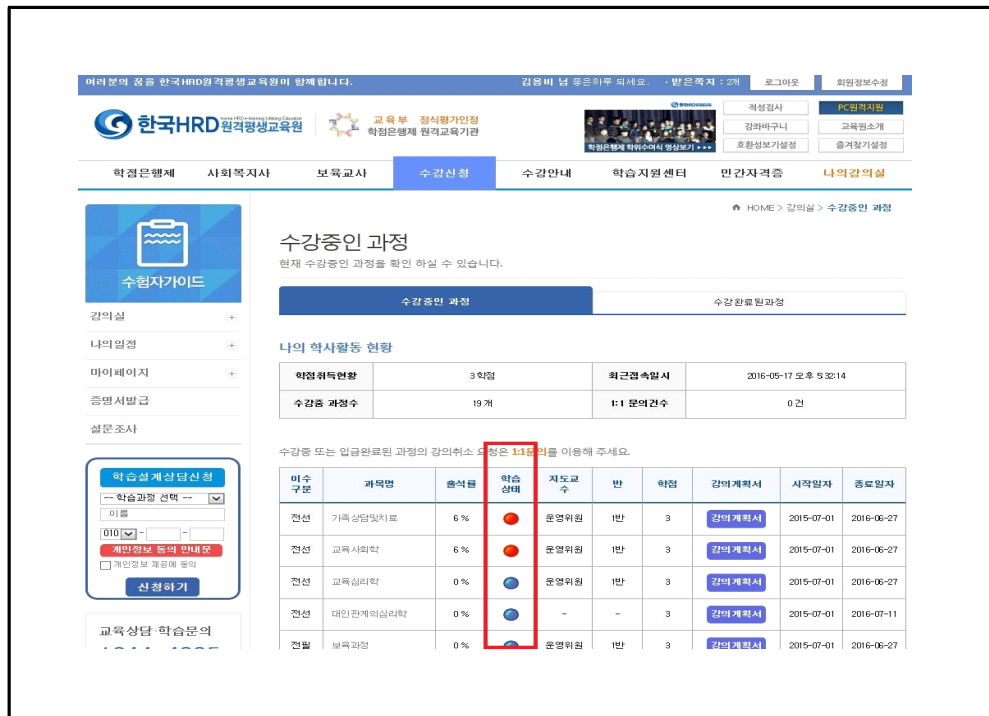 여러분의 꿈을 한국HRD원격평생교육원이 함께합니다.
김용비 님 좋은하루 되세요. · 받은쪽지 : 2개
로그아웃
회원정보수정
한국HRD 원격평생교육원
교육부 정식평가인정
학점은행제 원격교육기관
학점은행제 학위수여식 영상보기 ▸▸▸
적성검사
PC원격지원
강좌바구니
교육원소개
호환성보기설정
즐겨찾기설정
학점은행제 사회복지사 보육교사 수강신청 수강안내 학습지원센터 민간자격증 나의강의실
HOME > 강의실 > 수강중인 과정
수험자가이드
강의실 +
나의일정 +
마이페이지 +
증명서발급
설문조사
수강중인 과정
현재 수강중인 과정을 확인 하실 수 있습니다.
수강중인 과정 수강완료된과정
나의 학사활동 현황
학점취득현황 3 학점 최근접속일시 2016-05-17 오후 5:32:14
수강중 과정수 19 개 1:1 문의건수 0 건
수강중 또는 입금완료된 과정의 강의취소 요청은 1:1문의를 이용해 주세요.
이수구분 과목명 출석률 학습상태 지도교수 반 학점 강의계획서 시작일자 종료일자
전선 가족상담및치료 6 % 운영위원 1반 3 강의계획서 2015-07-01 2016-06-27
전선 교육사회학 6 % 운영위원 1반 3 강의계획서 2015-07-01 2016-06-27
전선 교육심리학 0 % 운영위원 1반 3 강의계획서 2015-07-01 2016-06-27
전선 대인관계의심리학 0 % - - 3 강의계획서 2015-07-01 2016-07-11
전필 보육과정 0 % 운영위원 1반 3 강의계획서 2015-07-01 2016-06-27
학습설계상담신청
-- 학습과정 선택 --
이름
010 - -
개인정보 동의 안내문
개인정보 제공에 동의
신청하기
교육상담·학습문의